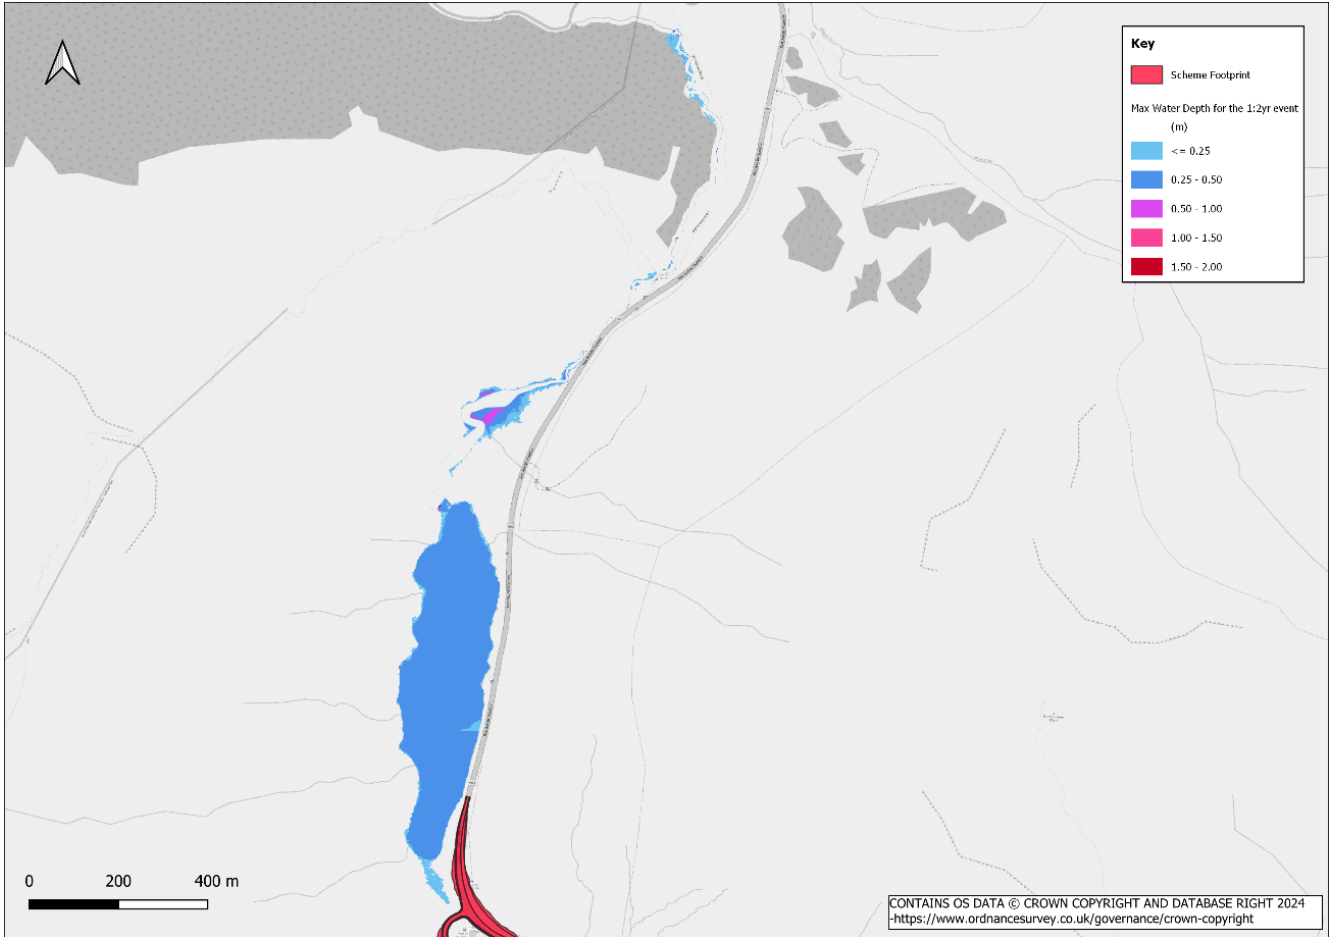 Key
Scheme Footprint
Max Water Depth for the 1:2yr event
(m)
<= 0.25
0.25 - 0.50
0.50 - 1.00
1.00 - 1.50
1.50 - 2.00
0 200 400 m
CONTAINS OS DATA © CROWN COPYRIGHT AND DATABASE RIGHT 2024
-https://www.ordnancesurvey.co.uk/governance/crown-copyright